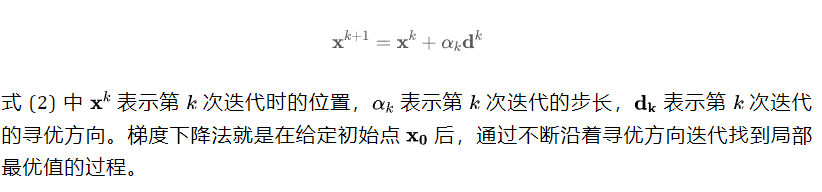 $\mathbf{x}^{k+1} = \mathbf{x}^{k} + \alpha_k \mathbf{d}^{k}$
式 (2) 中 $\mathbf{x}^{k}$ 表示第 $k$ 次迭代时的位置，$\alpha_k$ 表示第 $k$ 次迭代的步长，$\mathbf{d_k}$ 表示第 $k$ 次迭代
的寻优方向。梯度下降法就是在给定初始点 $\mathbf{x_0}$ 后，通过不断沿着寻优方向迭代找到局部
最优值的过程。